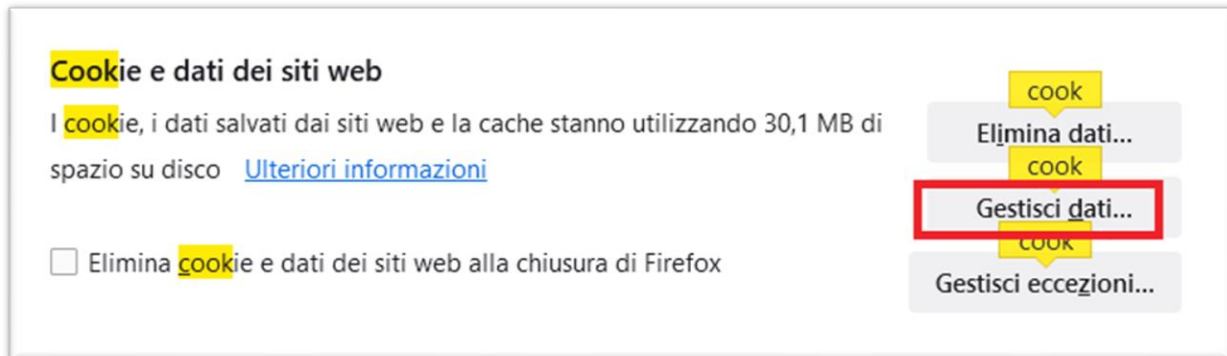 Cookie e dati dei siti web
I cookie, i dati salvati dai siti web e la cache stanno utilizzando 30,1 MB di
spazio su disco Ulteriori informazioni
Elimina cookie e dati dei siti web alla chiusura di Firefox
cook
Elimina dati...
cook
Gestisci dati...
cook
Gestisci eccezioni...